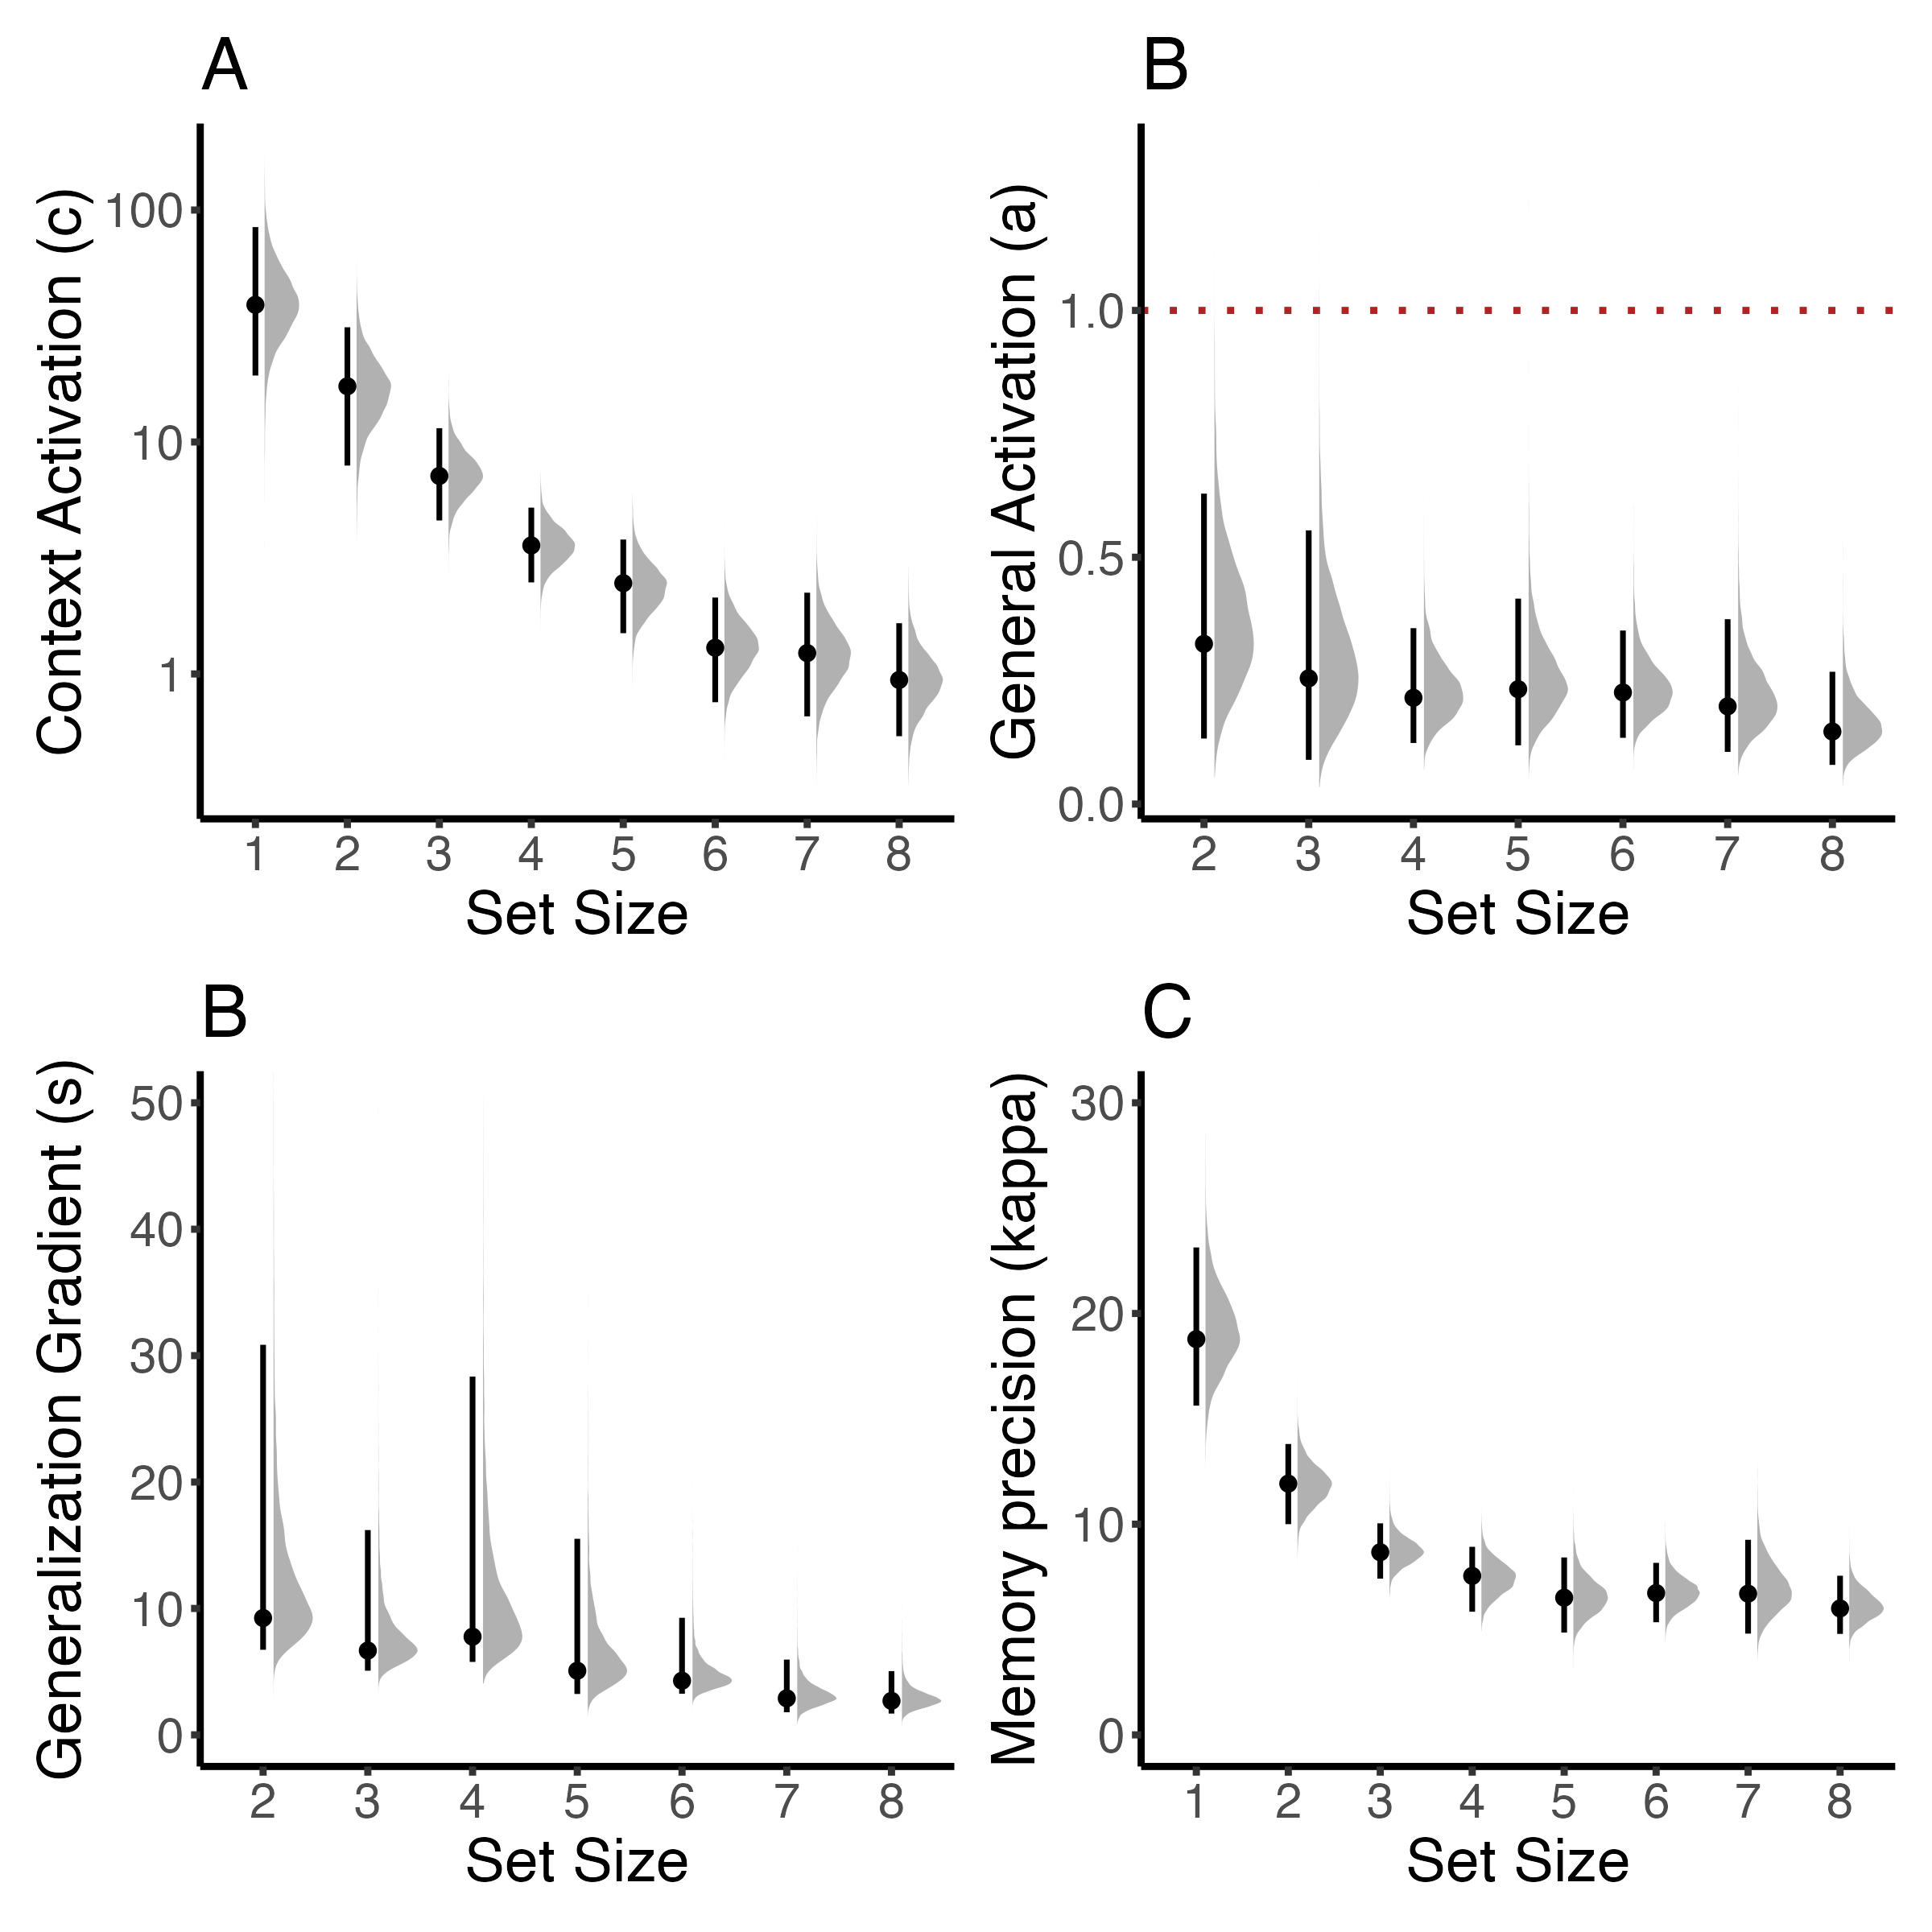 A
Context Activation (c)
100
10
1
1 2 3 4 5 6 7 8
Set Size
B
General Activation (a)
1.0
0.5
0.0
2 3 4 5 6 7 8
Set Size
B
Generalization Gradient (s)
50
40
30
20
10
0
2 3 4 5 6 7 8
Set Size
C
Memory precision (kappa)
30
20
10
0
1 2 3 4 5 6 7 8
Set Size